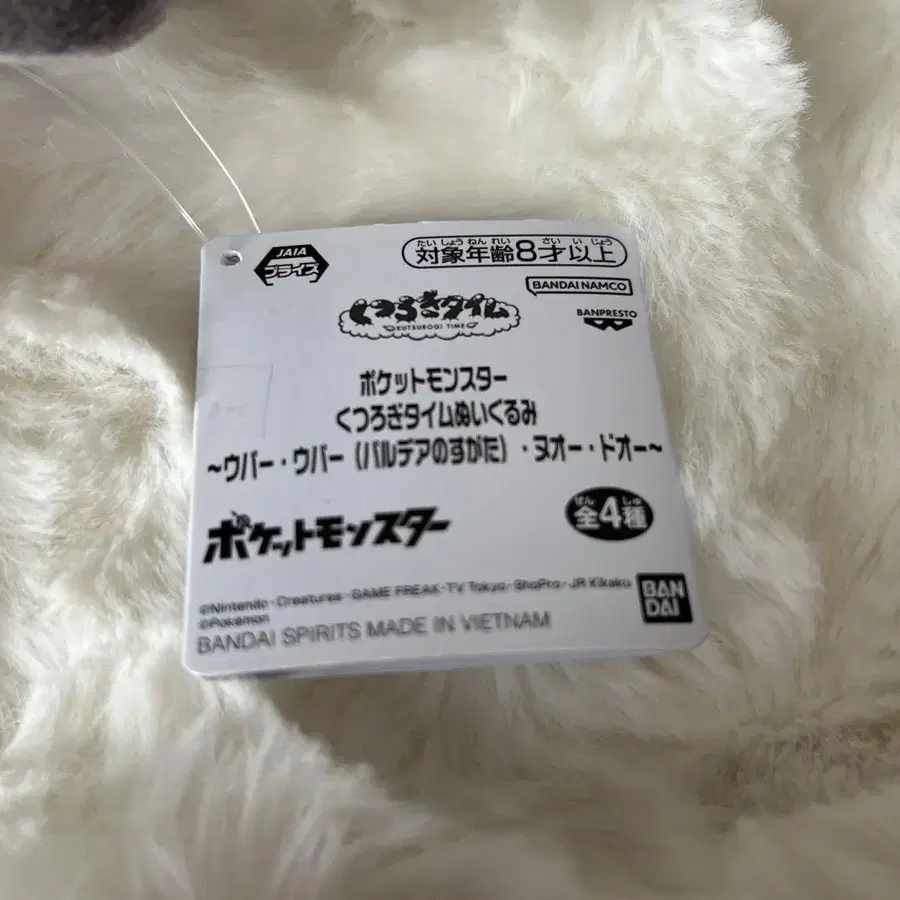 JAIA
プライズ
たいしょうねんれい さいいじょう
対象年齢8才以上
BANDAI NAMCO
くつろぎタイム
KUTSUROGI TIME
BANPRESTO
ポケットモンスター
くつろぎタイムぬいぐるみ
~ウパー・ウパー(パルデアのすがた)・ヌオー・ドオー~
ポケットモンスター
ぜん しゅ
全4種
©Nintendo・Creatures・GAME FREAK・TV Tokyo・ShoPro・JR Kikaku
©Pokémon
BANDAI SPIRITS MADE IN VIETNAM
BAN
DAI